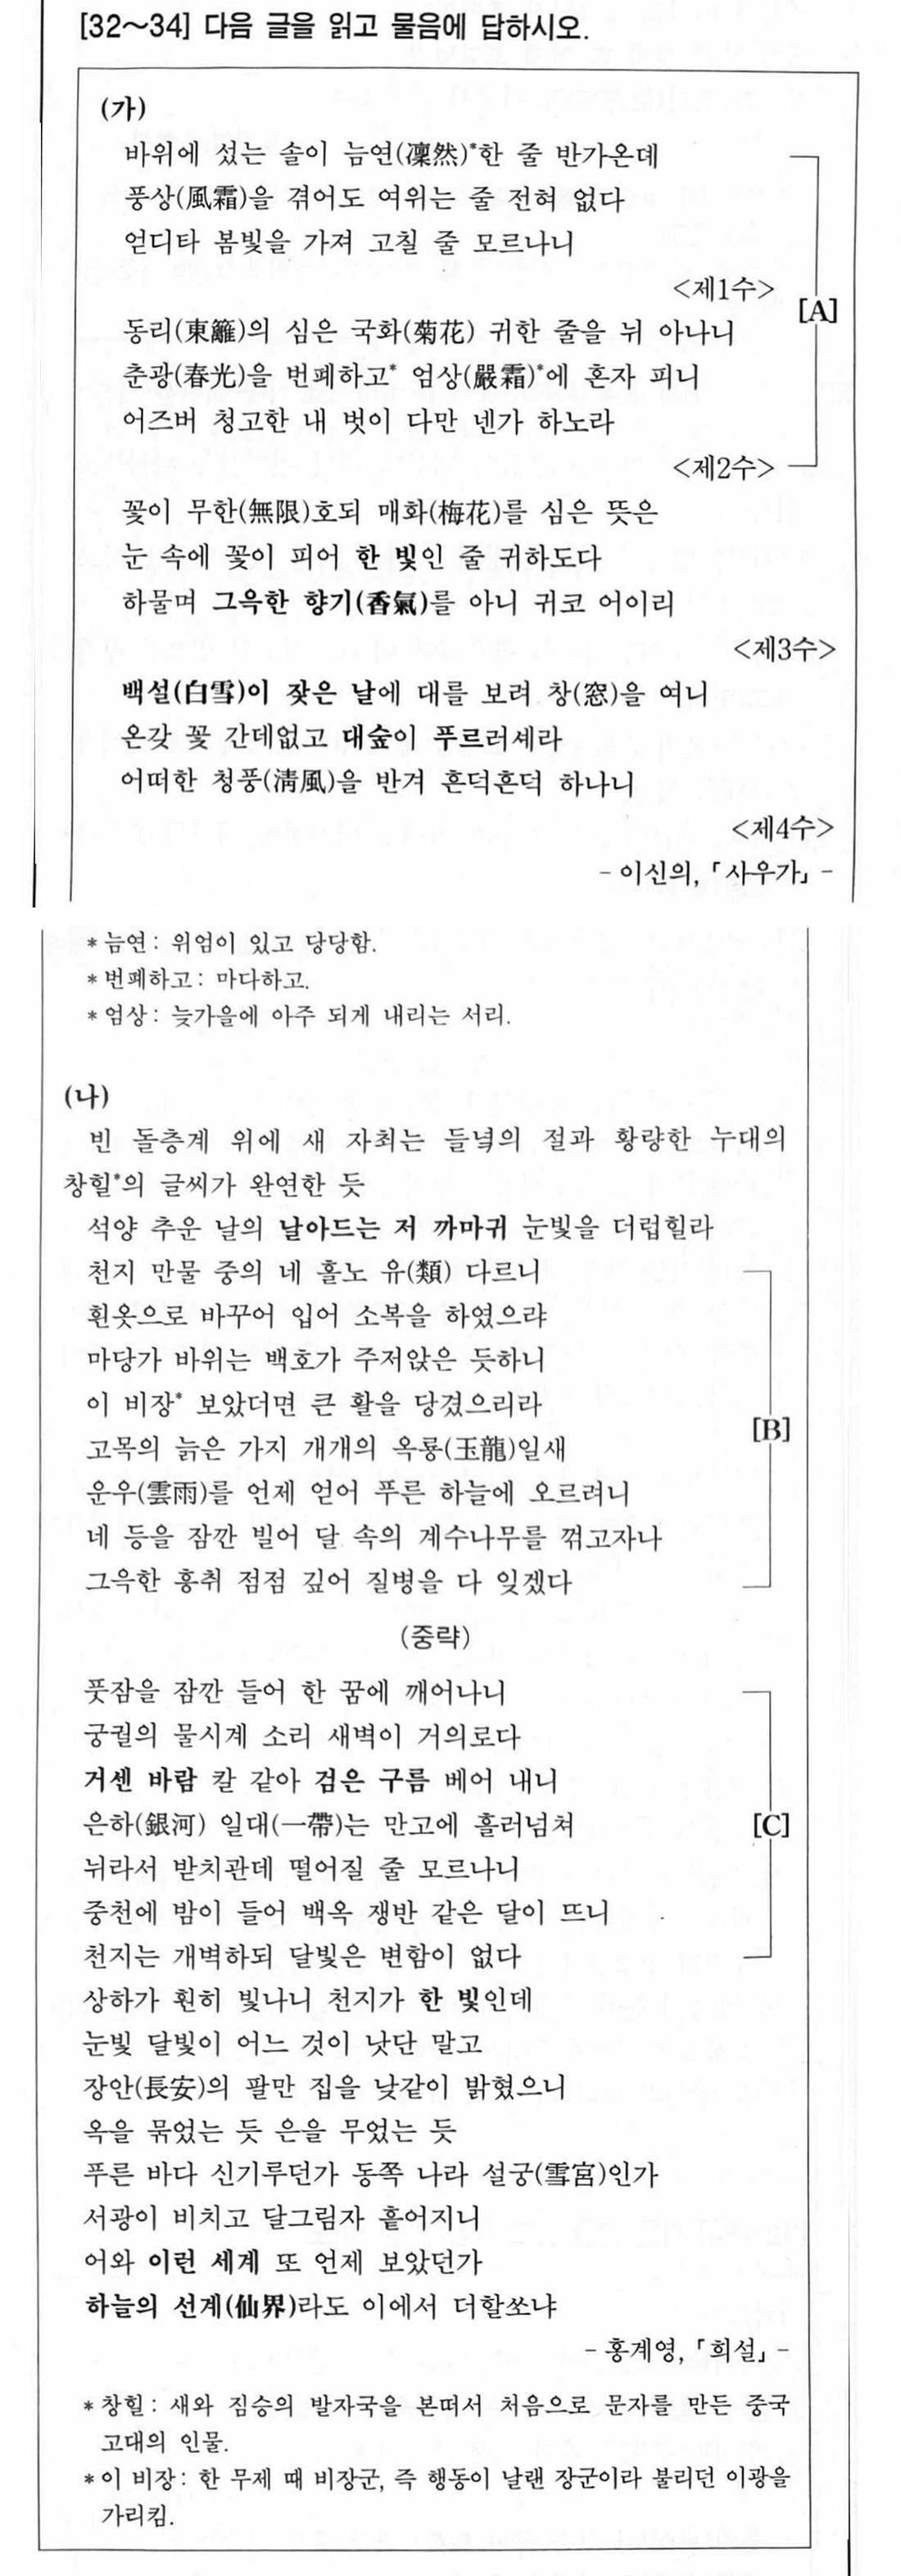 [32～34] 다음 글을 읽고 물음에 답하시오.
(가)
바위에 섰는 솔이 늠연(凜然)*한 줄 반가온데
풍상(風霜)을 겪어도 여위는 줄 전혀 없다
얻디타 봄빛을 가져 고칠 줄 모르나니
<제1수>
[A]
동리(東籬)의 심은 국화(菊花) 귀한 줄을 뉘 아나니
춘광(春光)을 번폐하고* 엄상(嚴霜)*에 혼자 피니
어즈버 청고한 내 벗이 다만 넨가 하노라
<제2수>
꽃이 무한(無限)호되 매화(梅花)를 심은 뜻은
눈 속에 꽃이 피어 한 빛인 줄 귀하도다
하물며 그윽한 향기(香氣)를 아니 귀코 어이리
<제3수>
백설(白雪)이 잦은 날에 대를 보려 창(窓)을 여니
온갖 꽃 간데없고 대숲이 푸르러셰라
어떠한 청풍(淸風)을 반겨 흔덕흔덕 하나니
<제4수>
- 이신의, 「사우가」 -
* 늠연: 위엄이 있고 당당함.
* 번폐하고: 마다하고.
* 엄상: 늦가을에 아주 되게 내리는 서리.
(나)
빈 돌층계 위에 새 자최는 들녘의 절과 황량한 누대의
창힐*의 글씨가 완연한 듯
석양 추운 날의 날아드는 저 까마귀 눈빛을 더럽힐라
천지 만물 중의 네 홀노 유(類) 다르니
흰옷으로 바꾸어 입어 소복을 하였으랴
마당가 바위는 백호가 주저앉은 듯하니
이 비장* 보았더면 큰 활을 당겼으리라
[B]
고목의 늙은 가지 개개의 옥룡(玉龍)일새
운우(雲雨)를 언제 얻어 푸른 하늘에 오르려니
네 등을 잠깐 빌어 달 속의 계수나무를 꺾고자나
그윽한 흥취 점점 깊어 질병을 다 잊겠다
(중략)
풋잠을 잠깐 들어 한 꿈에 깨어나니
궁궐의 물시계 소리 새벽이 거의로다
거센 바람 칼 같아 검은 구름 베어 내니
은하(銀河) 일대(一帶)는 만고에 흘러넘쳐
[C]
뉘라서 받치관데 떨어질 줄 모르나니
중천에 밤이 들어 백옥 쟁반 같은 달이 뜨니
천지는 개벽하되 달빛은 변함이 없다
상하가 훤히 빛나니 천지가 한 빛인데
눈빛 달빛이 어느 것이 낫단 말고
장안(長安)의 팔만 집을 낮같이 밝혔으니
옥을 묶었는 듯 은을 무었는 듯
푸른 바다 신기루던가 동쪽 나라 설궁(雪宮)인가
서광이 비치고 달그림자 흩어지니
어와 이런 세계 또 언제 보았던가
하늘의 선계(仙界)라도 이에서 더할쏘냐
- 홍계영, 「희설」 -
* 창힐: 새와 짐승의 발자국을 본떠서 처음으로 문자를 만든 중국
고대의 인물.
* 이 비장: 한 무제 때 비장군, 즉 행동이 날랜 장군이라 불리던 이광을
가리킴.